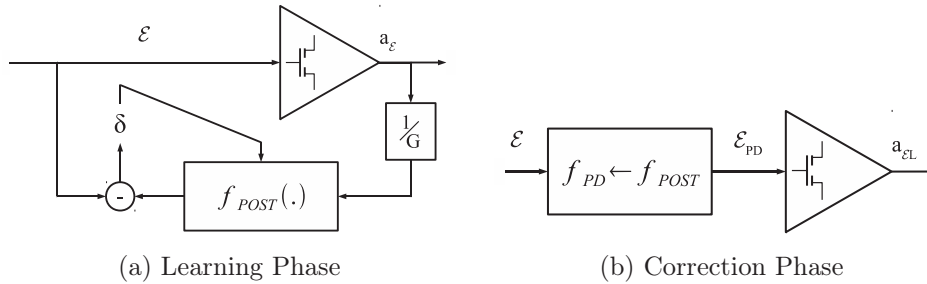 ℰ
a_ℰ
1/G
δ
-
f_POST(.)
(a) Learning Phase
ℰ
f_PD ← f_POST
ℰ_PD
a_ℰL
(b) Correction Phase